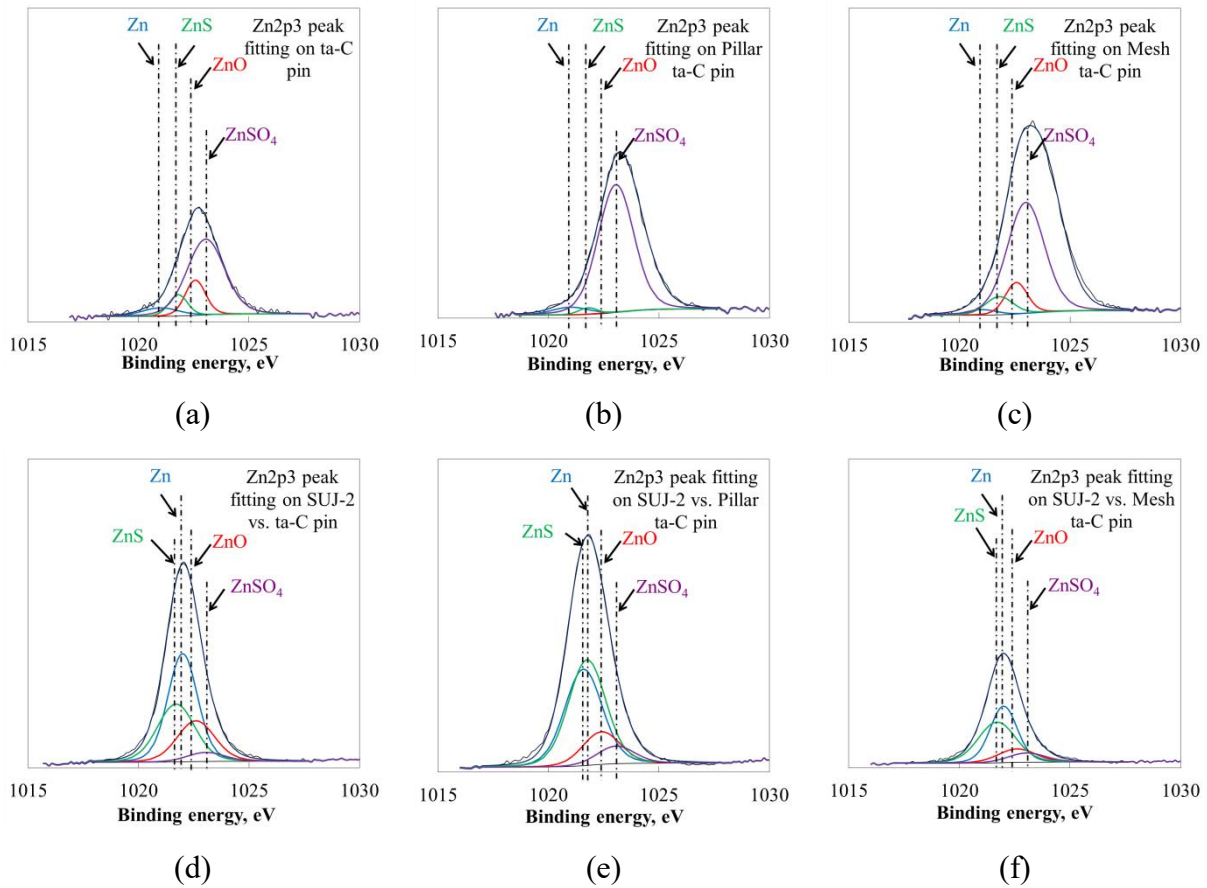 Zn
ZnS
Zn2p3 peak
fitting on ta-C
pin
ZnO
ZnSO4
1015 1020 1025 1030
Binding energy, eV
(a)
Zn
ZnS
Zn2p3 peak
fitting on Pillar
ta-C pin
ZnO
ZnSO4
1015 1020 1025 1030
Binding energy, eV
(b)
Zn
ZnS
Zn2p3 peak
fitting on Mesh
ta-C pin
ZnO
ZnSO4
1015 1020 1025 1030
Binding energy, eV
(c)
Zn
Zn2p3 peak
fitting on SUJ-2
vs. ta-C pin
ZnS
ZnO
ZnSO4
1015 1020 1025 1030
Binding energy, eV
(d)
Zn
Zn2p3 peak fitting
on SUJ-2 vs. Pillar
ta-C pin
ZnS
ZnO
ZnSO4
1015 1020 1025 1030
Binding energy, eV
(e)
Zn
Zn2p3 peak fitting
on SUJ-2 vs. Mesh
ta-C pin
ZnS
ZnO
ZnSO4
1015 1020 1025 1030
Binding energy, eV
(f)